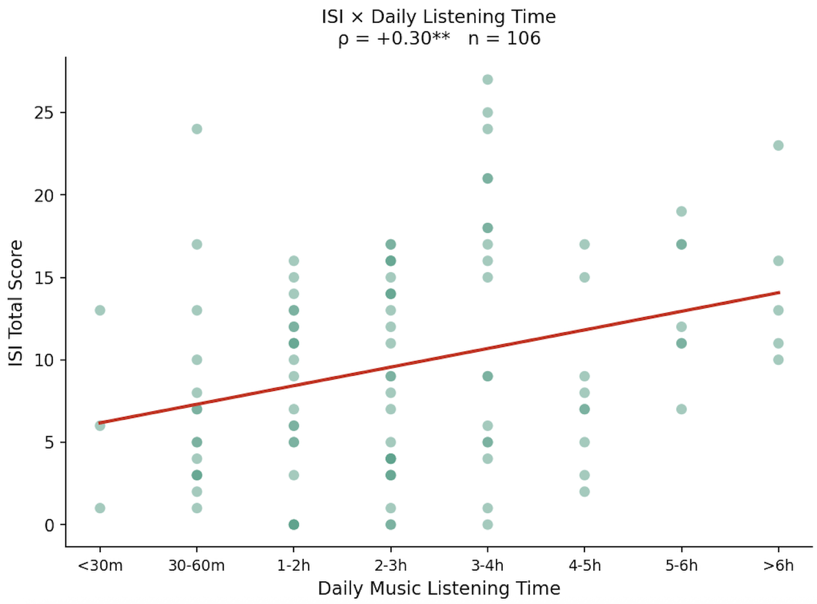 ISI × Daily Listening Time
ρ = +0.30** n = 106
ISI Total Score
25
20
15
10
5
0
<30m 30-60m 1-2h 2-3h 3-4h 4-5h 5-6h >6h
Daily Music Listening Time